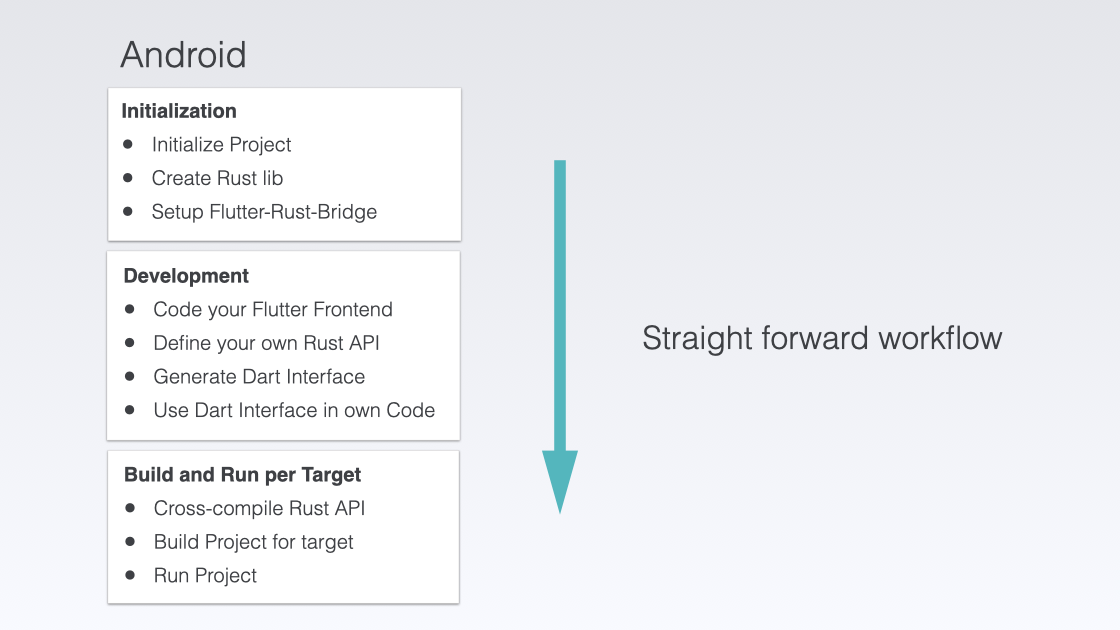 Android
Initialization
● Initialize Project
● Create Rust lib
● Setup Flutter-Rust-Bridge
Development
● Code your Flutter Frontend
● Define your own Rust API
● Generate Dart Interface
● Use Dart Interface in own Code
Build and Run per Target
● Cross-compile Rust API
● Build Project for target
● Run Project
Straight forward workflow